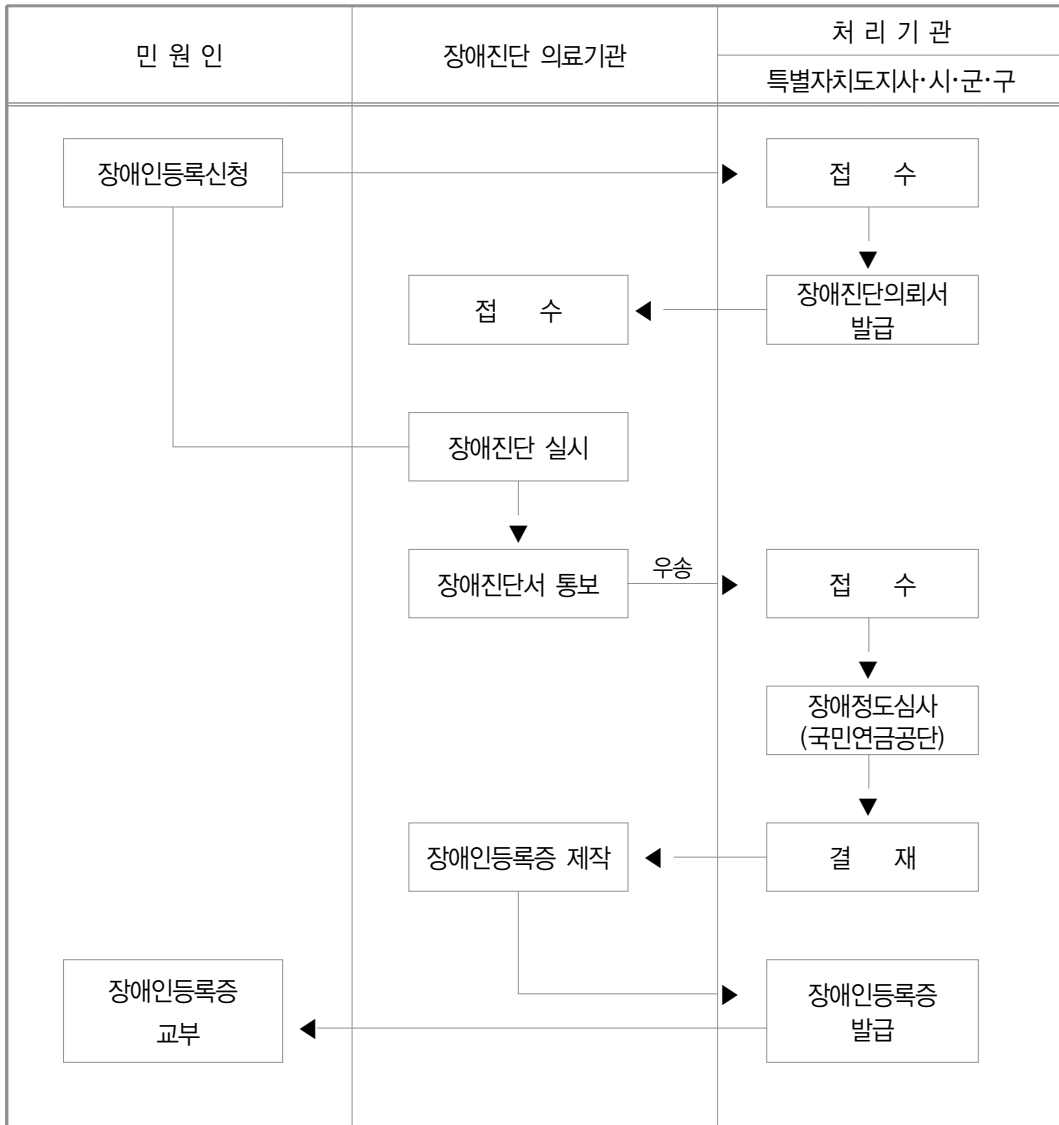 민 원 인
장애진단 의료기관
처 리 기 관
특별자치도지사·시·군·구
장애인등록신청
접 수
접 수
장애진단의뢰서
발급
장애진단 실시
장애진단서 통보
우송
접 수
장애정도심사
(국민연금공단)
장애인등록증 제작
결 재
장애인등록증
교부
장애인등록증
발급